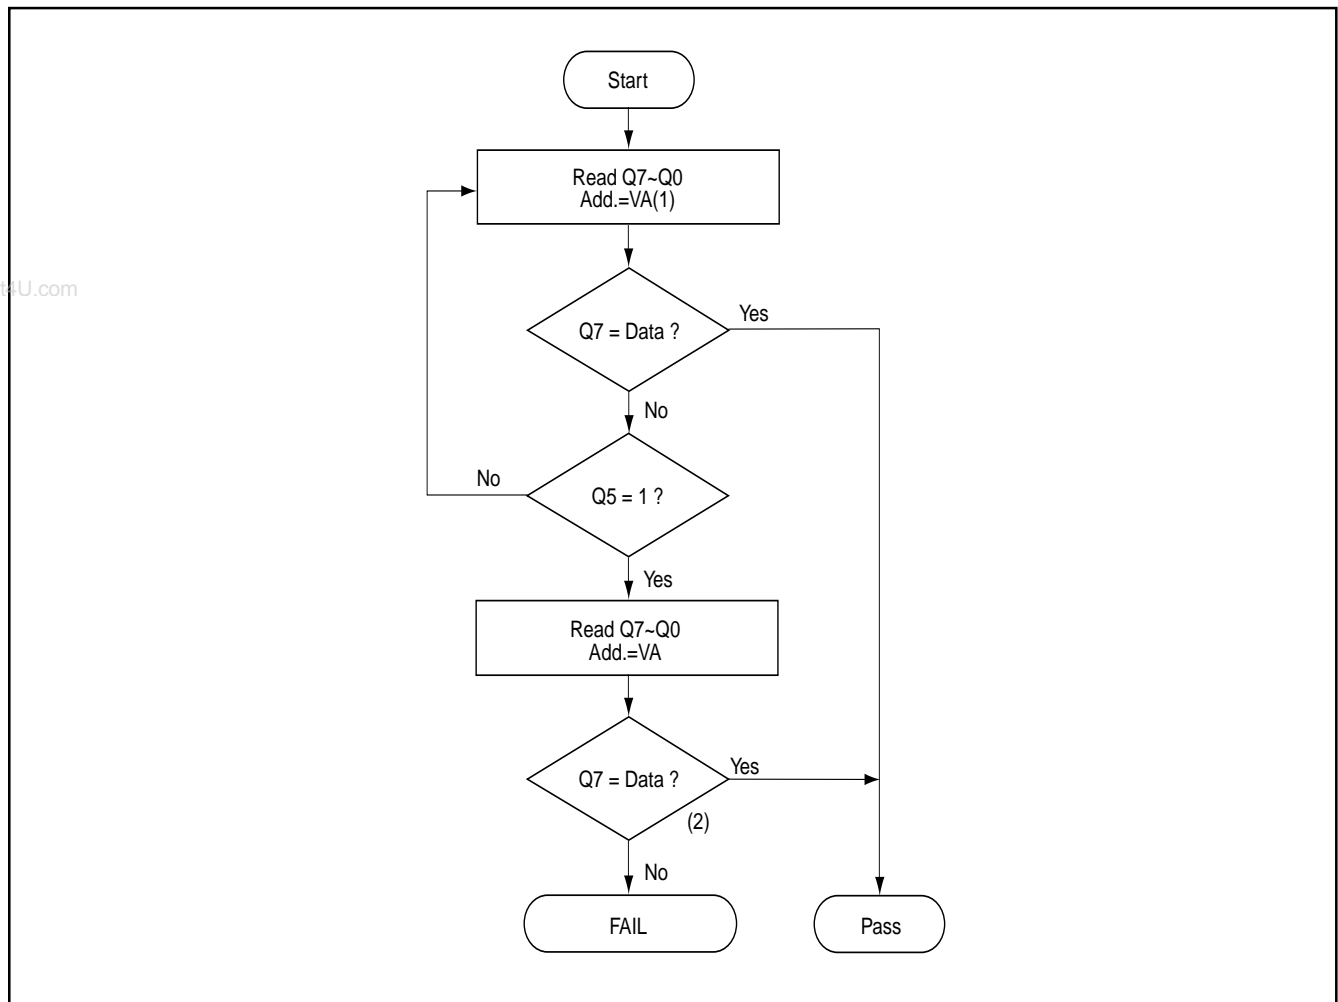 Start
Read Q7~Q0
Add.=VA(1)
t4U.com
Q7 = Data ?
Yes
No
No
Q5 = 1 ?
Yes
Read Q7~Q0
Add.=VA
Q7 = Data ?
Yes
(2)
No
FAIL
Pass